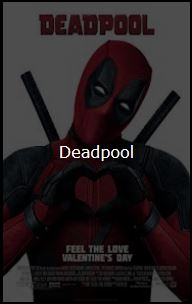 DEADPOOL
Deadpool
FEEL THE LOVE
VALENTINE'S DAY